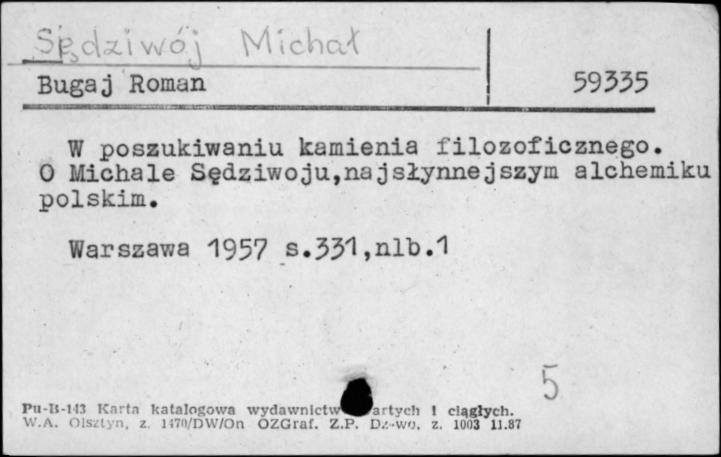 Sędziwój Michał
Bugaj Roman 59335
W poszukiwaniu kamienia filozoficznego.
O Michale Sędziwoju,najsłynnejszym alchemiku
polskim.
Warszawa 1957 s.331,nlb.1
5
Pu-B-143 Karta katalogowa wydawnictw artych i ciągłych.
W.A. Olsztyn, z. 1470/DW/On OZGraf. Z.P. Dz-wo, z. 1003 11.87